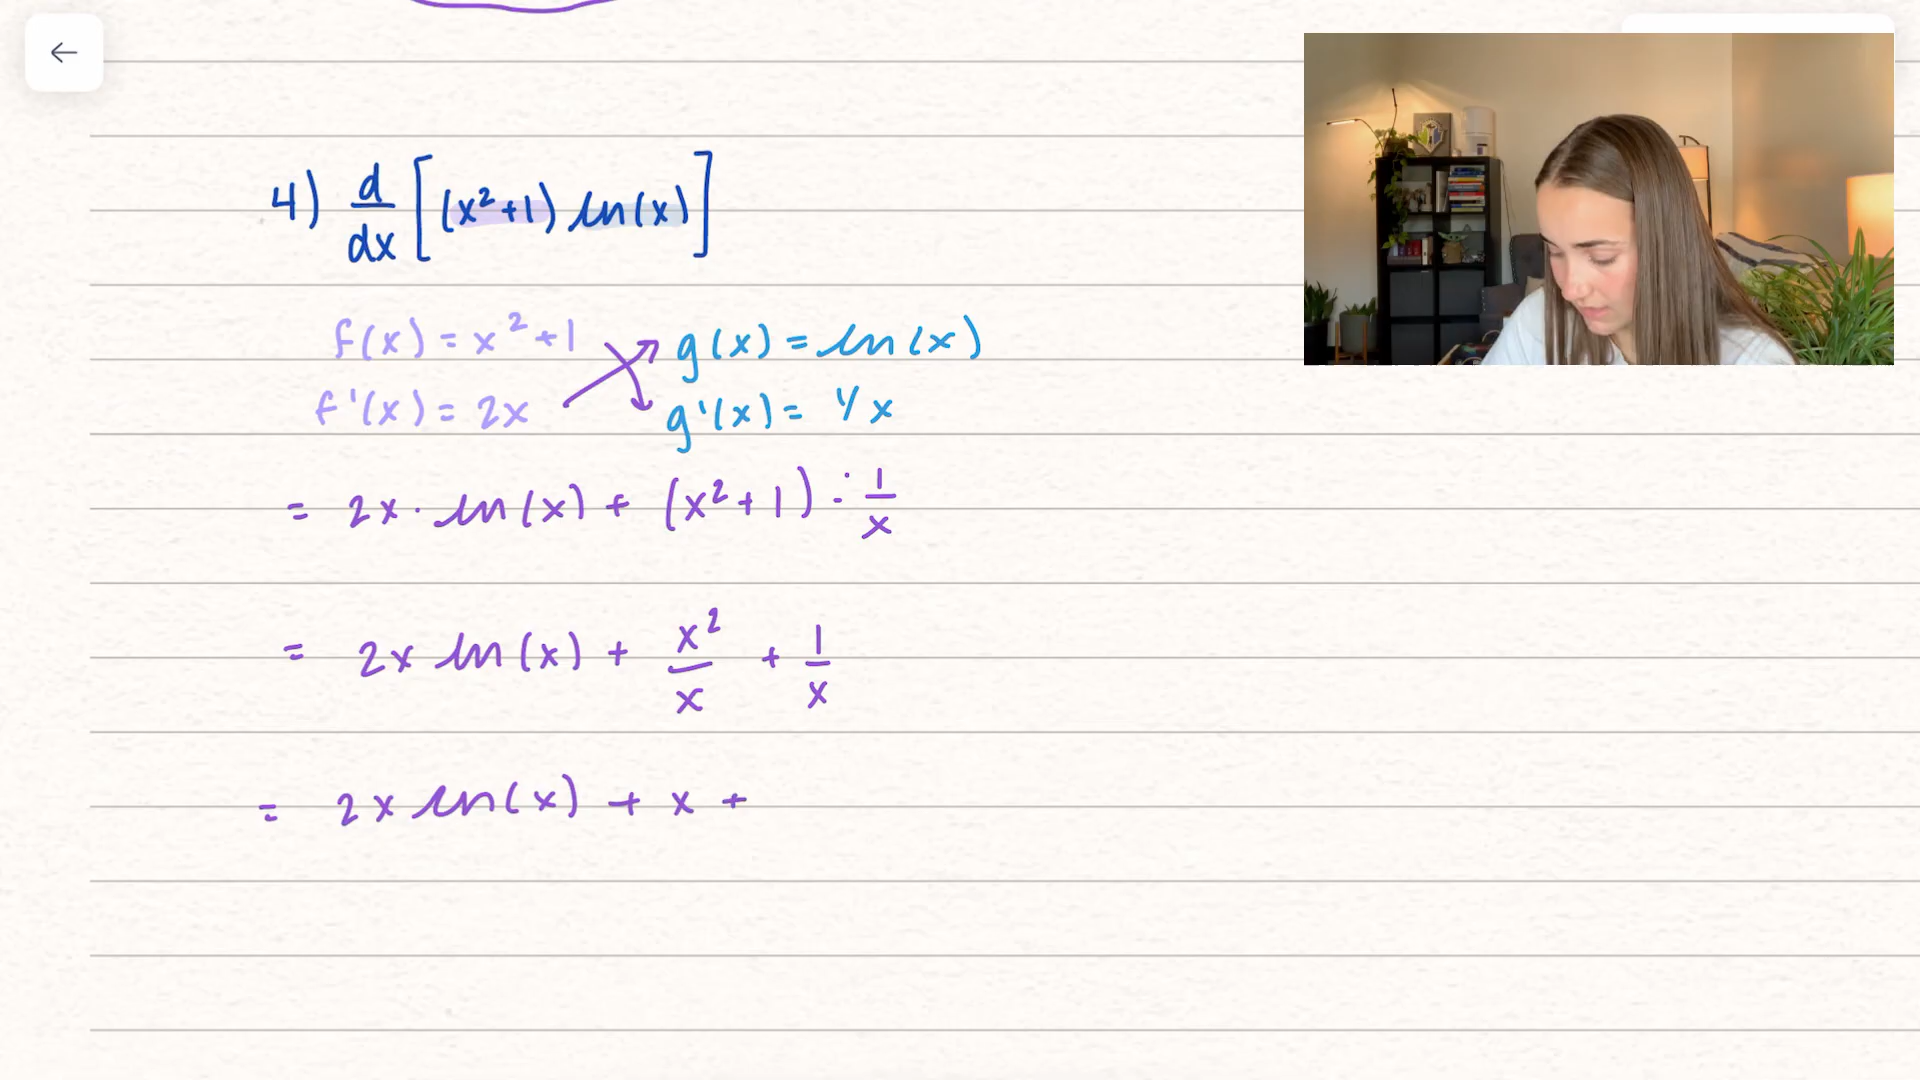 4) d/dx [(x²+1) ln(x)]
f(x) = x²+1 g(x) = ln(x)
f'(x) = 2x g'(x) = 1/x
= 2x · ln(x) + (x²+1) · 1/x
= 2x ln(x) + x²/x + 1/x
= 2x ln(x) + x +